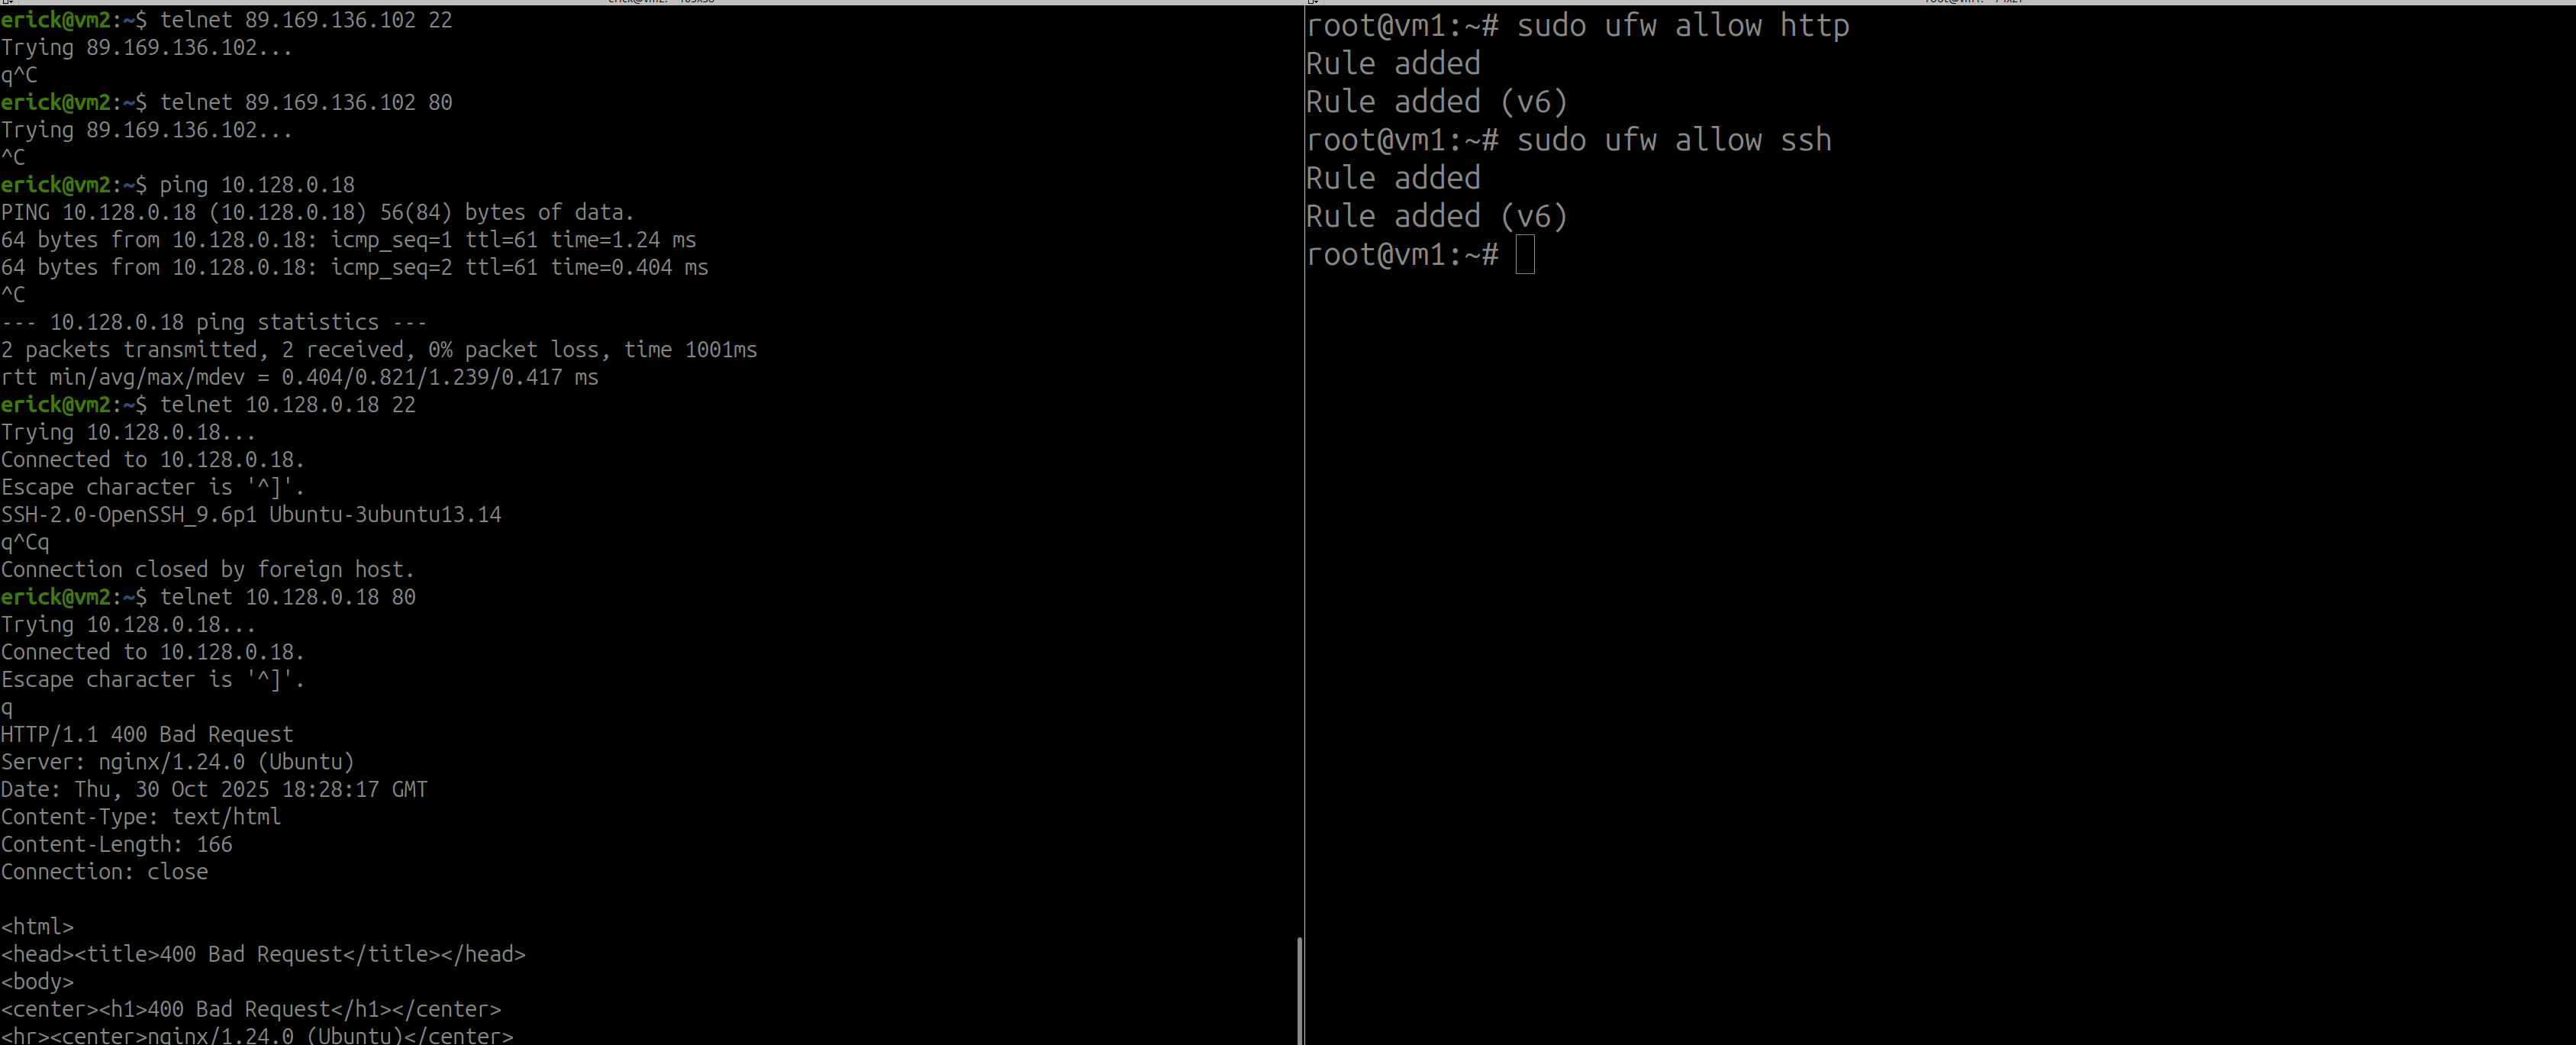 erick@vm2:~$ telnet 89.169.136.102 22
Trying 89.169.136.102...
q^C
erick@vm2:~$ telnet 89.169.136.102 80
Trying 89.169.136.102...
^C
erick@vm2:~$ ping 10.128.0.18
PING 10.128.0.18 (10.128.0.18) 56(84) bytes of data.
64 bytes from 10.128.0.18: icmp_seq=1 ttl=61 time=1.24 ms
64 bytes from 10.128.0.18: icmp_seq=2 ttl=61 time=0.404 ms
^C
--- 10.128.0.18 ping statistics ---
2 packets transmitted, 2 received, 0% packet loss, time 1001ms
rtt min/avg/max/mdev = 0.404/0.821/1.239/0.417 ms
erick@vm2:~$ telnet 10.128.0.18 22
Trying 10.128.0.18...
Connected to 10.128.0.18.
Escape character is '^]'.
SSH-2.0-OpenSSH_9.6p1 Ubuntu-3ubuntu13.14
q^Cq
Connection closed by foreign host.
erick@vm2:~$ telnet 10.128.0.18 80
Trying 10.128.0.18...
Connected to 10.128.0.18.
Escape character is '^]'.
q
HTTP/1.1 400 Bad Request
Server: nginx/1.24.0 (Ubuntu)
Date: Thu, 30 Oct 2025 18:28:17 GMT
Content-Type: text/html
Content-Length: 166
Connection: close

<html>
<head><title>400 Bad Request</title></head>
<body>
<center><h1>400 Bad Request</h1></center>
<hr><center>nginx/1.24.0 (Ubuntu)</center>
root@vm1:~# sudo ufw allow http
Rule added
Rule added (v6)
root@vm1:~# sudo ufw allow ssh
Rule added
Rule added (v6)
root@vm1:~#